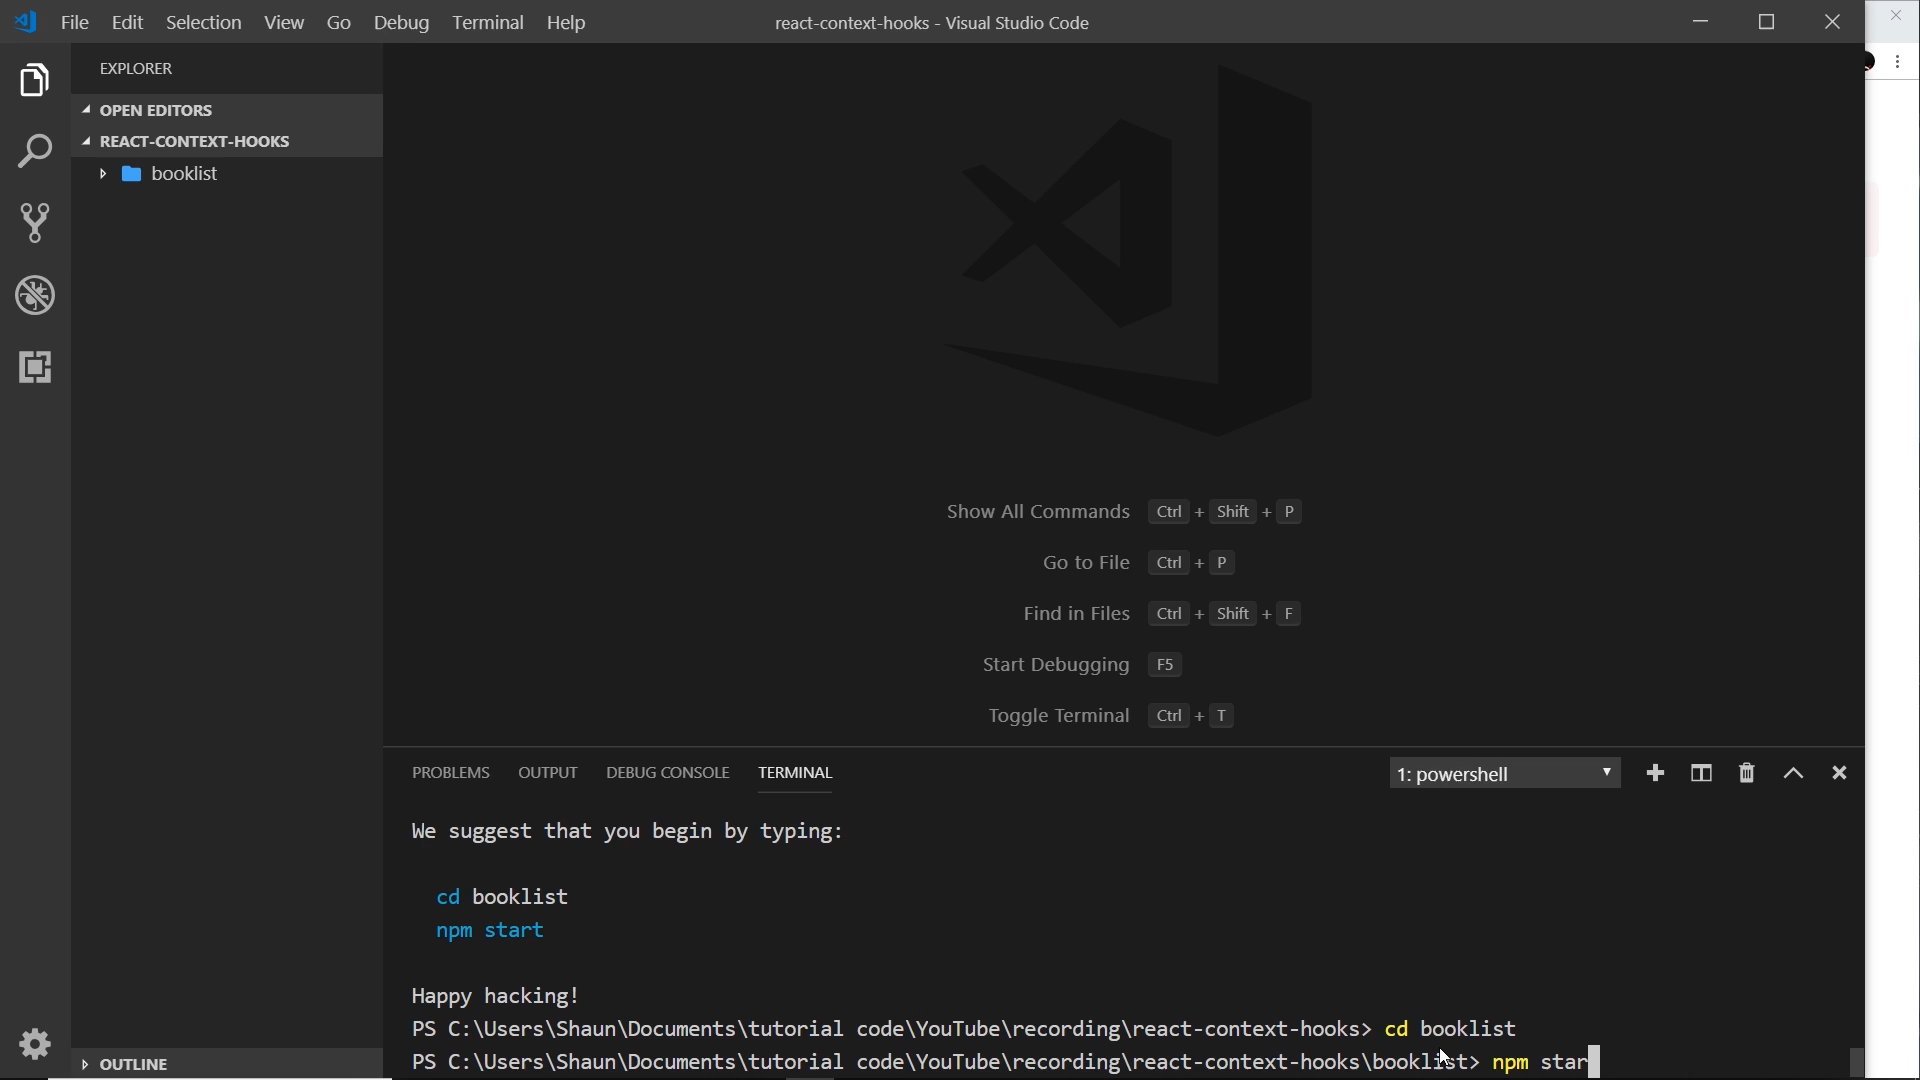 File Edit Selection View Go Debug Terminal Help
react-context-hooks - Visual Studio Code
EXPLORER
OPEN EDITORS
REACT-CONTEXT-HOOKS
booklist
Show All Commands Ctrl + Shift + P
Go to File Ctrl + P
Find in Files Ctrl + Shift + F
Start Debugging F5
Toggle Terminal Ctrl + T
PROBLEMS OUTPUT DEBUG CONSOLE TERMINAL
1: powershell
We suggest that you begin by typing:
cd booklist
npm start
Happy hacking!
PS C:\Users\Shaun\Documents\tutorial code\YouTube\recording\react-context-hooks> cd booklist
PS C:\Users\Shaun\Documents\tutorial code\YouTube\recording\react-context-hooks\booklist> npm star
OUTLINE